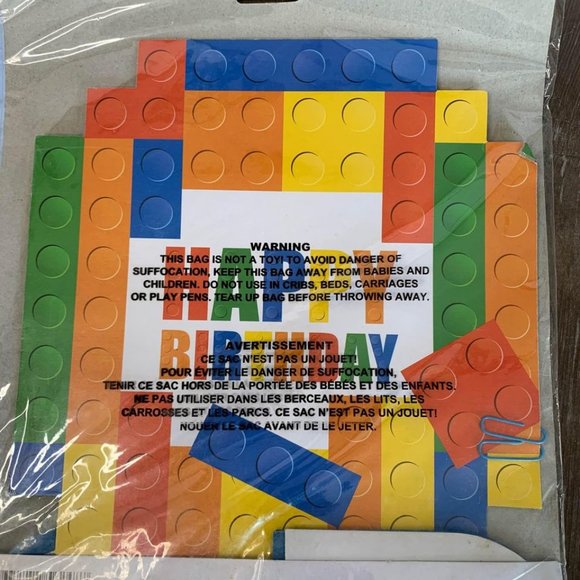 HAPPY
BIRTHDAY
WARNING
THIS BAG IS NOT A TOY! TO AVOID DANGER OF
SUFFOCATION, KEEP THIS BAG AWAY FROM BABIES AND
CHILDREN. DO NOT USE IN CRIBS, BEDS, CARRIAGES
OR PLAY PENS. TEAR UP BAG BEFORE THROWING AWAY.
AVERTISSEMENT
CE SAC N'EST PAS UN JOUET!
POUR ÉVITER LE DANGER DE SUFFOCATION,
TENIR CE SAC HORS DE LA PORTÉE DES BÉBÉS ET DES ENFANTS.
NE PAS UTILISER DANS LES BERCEAUX, LES LITS, LES
CARROSSES ET LES PARCS. CE SAC N'EST PAS UN JOUET!
NOUER LE SAC AVANT DE LE JETER.